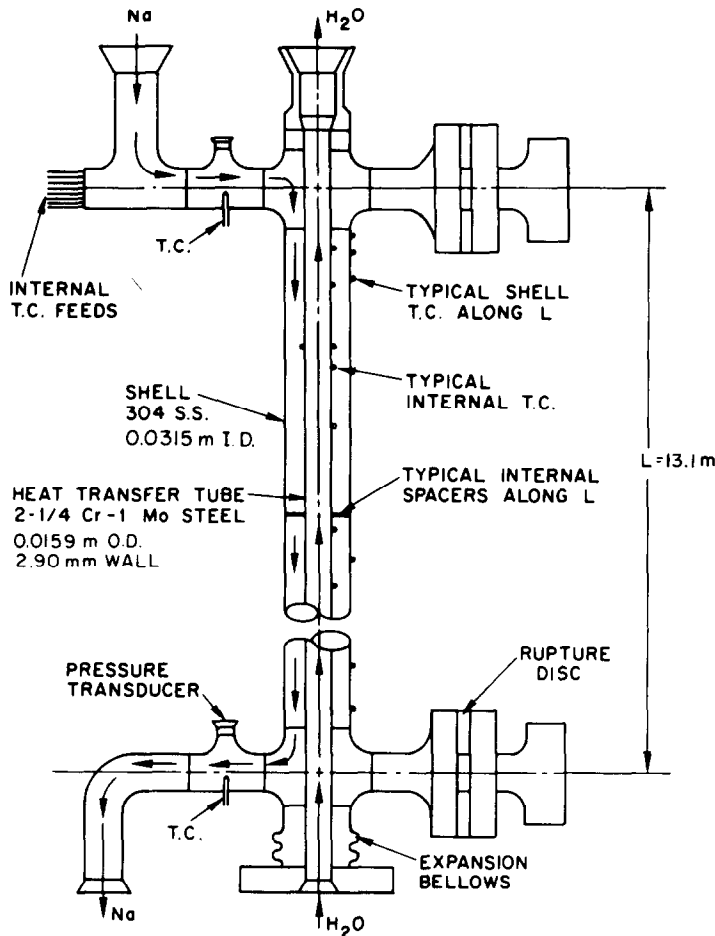 Na
H₂O
T.C.
INTERNAL
T.C. FEEDS
TYPICAL SHELL
T.C. ALONG L
TYPICAL
INTERNAL T.C.
SHELL
304 S.S.
0.0315 m I.D.
L=13.1 m
TYPICAL INTERNAL
SPACERS ALONG L
HEAT TRANSFER TUBE
2-1/4 Cr-1 Mo STEEL
0.0159 m O.D.
2.90 mm WALL
PRESSURE
TRANSDUCER
RUPTURE
DISC
T.C.
EXPANSION
BELLOWS
Na
H₂O